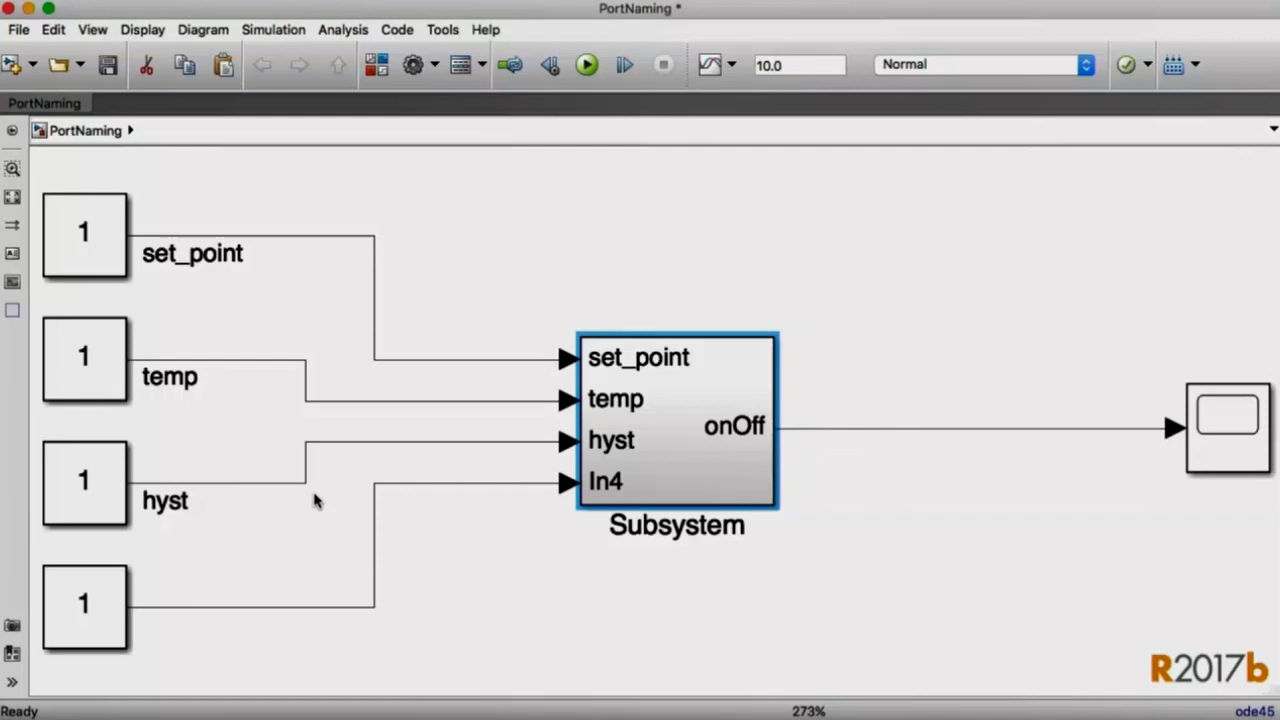 PortNaming *
File Edit View Display Diagram Simulation Analysis Code Tools Help
10.0 Normal
PortNaming
PortNaming
1
set_point
1
temp
1
hyst
1
set_point
temp
hyst
In4
onOff
Subsystem
R2017b
Ready 273% ode45